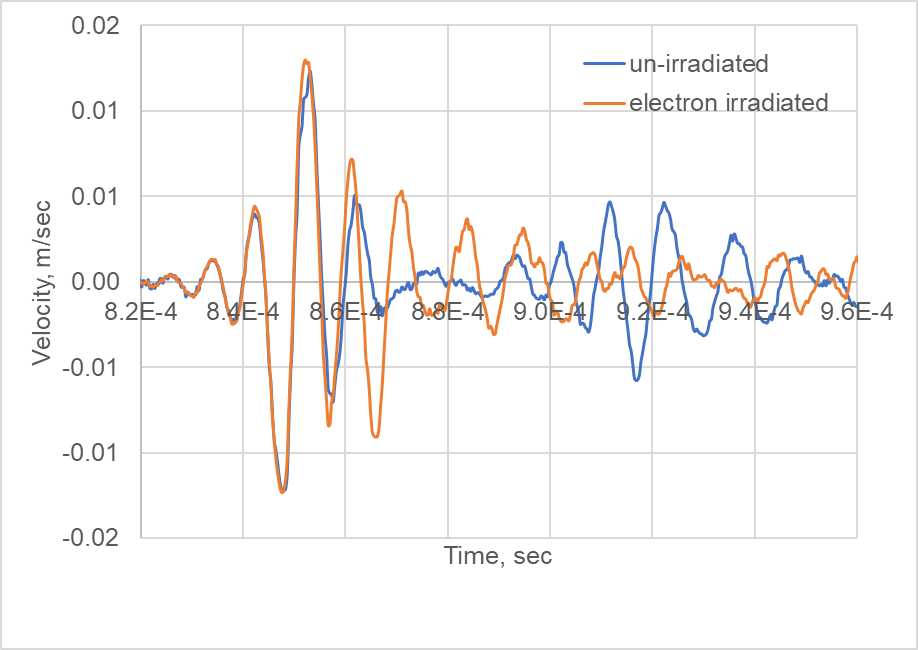 0.02
un-irradiated
electron irradiated
0.01
0.01
0.00
8.2E-4 8.4E-4 8.6E-4 8.8E-4 9.0E-4 9.2E-4 9.4E-4 9.6E-4
-0.01
-0.01
-0.02
Velocity, m/sec
Time, sec